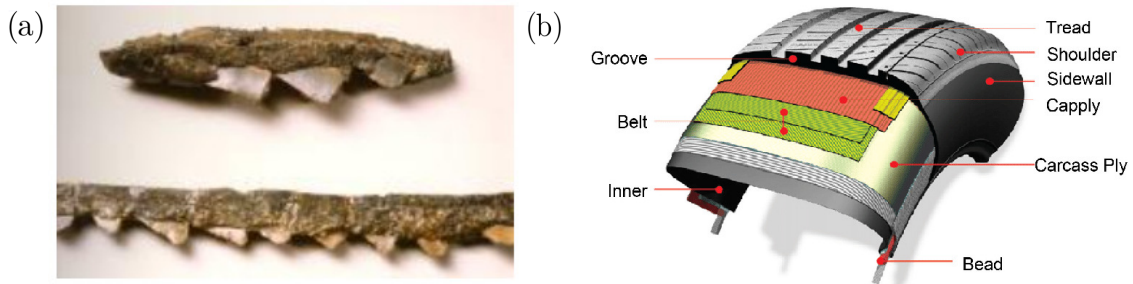 (a)
(b)
Tread
Shoulder
Groove
Sidewall
Capply
Belt
Carcass Ply
Inner
Bead